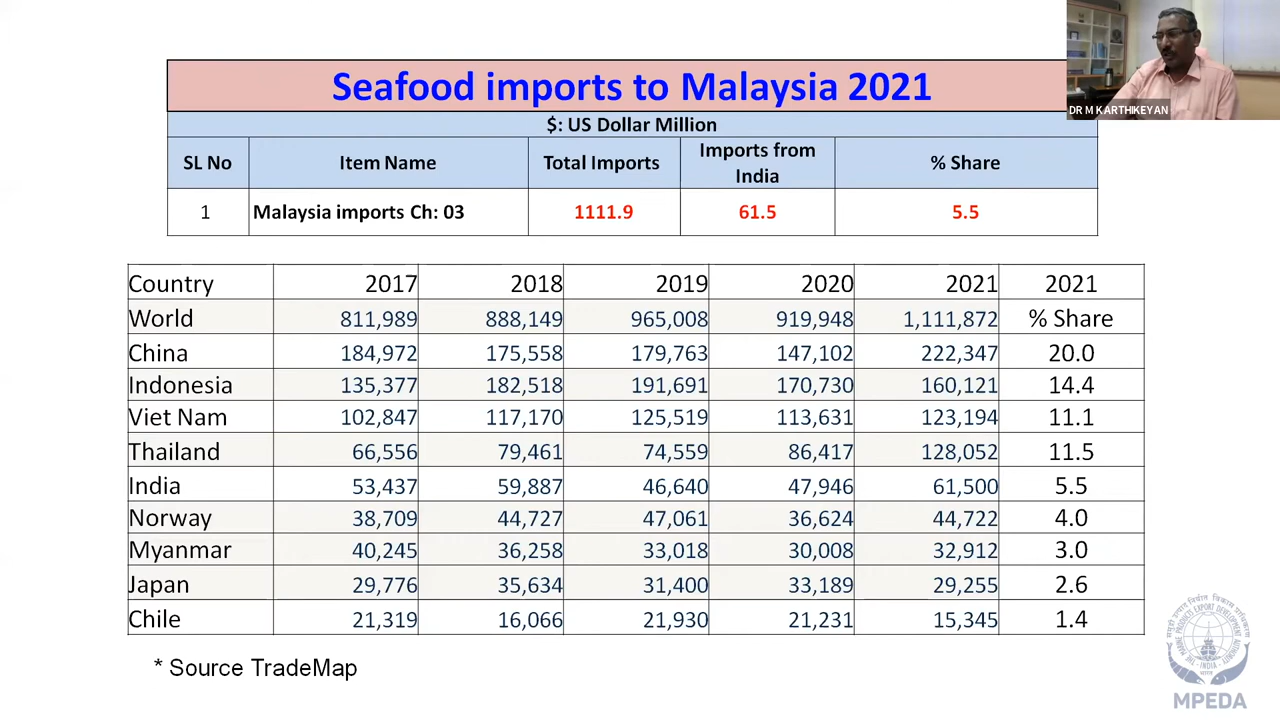 DR M KARTHIKEYAN
Seafood imports to Malaysia 2021
$: US Dollar Million
SL No Item Name Total Imports Imports from India % Share
1 Malaysia imports Ch: 03 1111.9 61.5 5.5
Country 2017 2018 2019 2020 2021 2021
World 811,989 888,149 965,008 919,948 1,111,872 % Share
China 184,972 175,558 179,763 147,102 222,347 20.0
Indonesia 135,377 182,518 191,691 170,730 160,121 14.4
Viet Nam 102,847 117,170 125,519 113,631 123,194 11.1
Thailand 66,556 79,461 74,559 86,417 128,052 11.5
India 53,437 59,887 46,640 47,946 61,500 5.5
Norway 38,709 44,727 47,061 36,624 44,722 4.0
Myanmar 40,245 36,258 33,018 30,008 32,912 3.0
Japan 29,776 35,634 31,400 33,189 29,255 2.6
Chile 21,319 16,066 21,930 21,231 15,345 1.4
* Source TradeMap
MPEDA